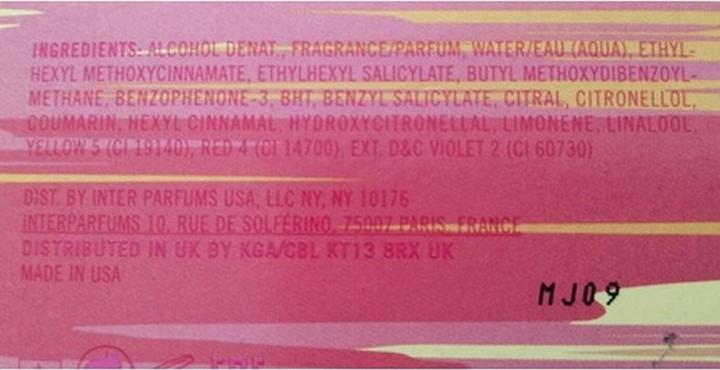 INGREDIENTS: ALCOHOL DENAT., FRAGRANCE/PARFUM, WATER/EAU (AQUA), ETHYL-
HEXYL METHOXYCINNAMATE, ETHYLHEXYL SALICYLATE, BUTYL METHOXYDIBENZOYL-
METHANE, BENZOPHENONE-3, BHT, BENZYL SALICYLATE, CITRAL, CITRONELLOL,
COUMARIN, HEXYL CINNAMAL, HYDROXYCITRONELLAL, LIMONENE, LINALOOL,
YELLOW 5 (CI 19140), RED 4 (CI 14700), EXT. D&C VIOLET 2 (CI 60730)
DIST. BY INTER PARFUMS USA, LLC NY, NY 10176
INTERPARFUMS 10, RUE DE SOLFÉRINO, 75007 PARIS, FRANCE
DISTRIBUTED IN UK BY KGA/CBL KT13 8RX UK
MADE IN USA
MJ09